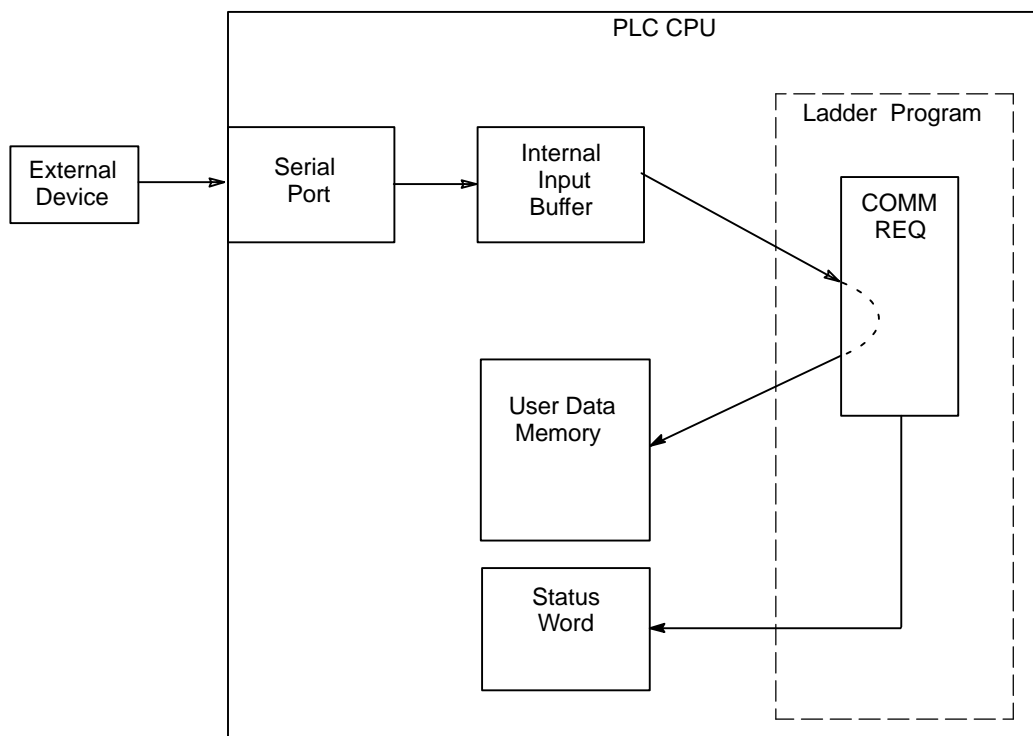 PLC CPU
Ladder Program
External
Device
Serial
Port
Internal
Input
Buffer
COMM
REQ
User Data
Memory
Status
Word